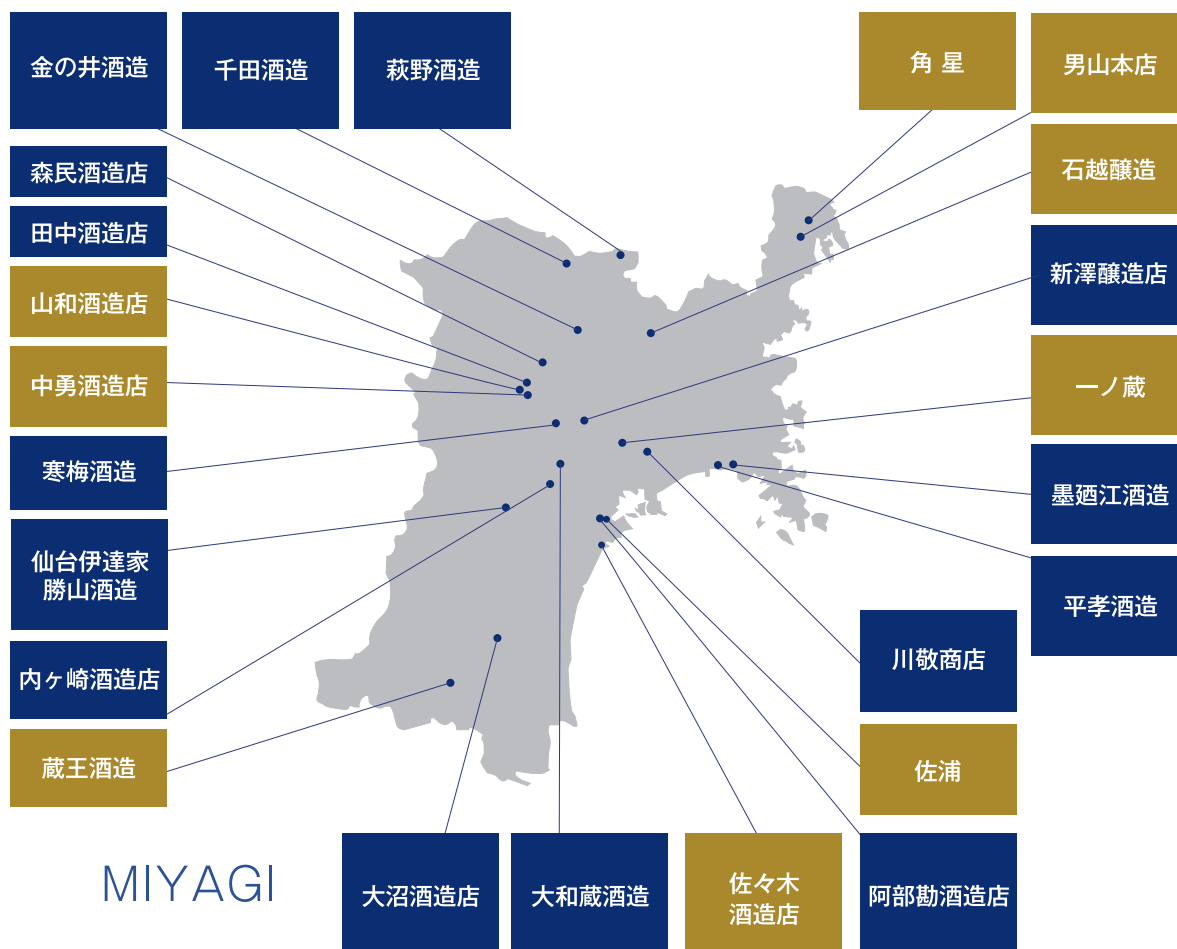 金の井酒造
千田酒造
萩野酒造
角 星
男山本店
森民酒造店
田中酒造店
山和酒造店
中勇酒造店
寒梅酒造
仙台伊達家
勝山酒造
内ヶ崎酒造店
蔵王酒造
石越醸造
新澤醸造店
一ノ蔵
墨廼江酒造
平孝酒造
川敬商店
佐浦
大沼酒造店
大和蔵酒造
佐々木
酒造店
阿部勘酒造店
MIYAGI